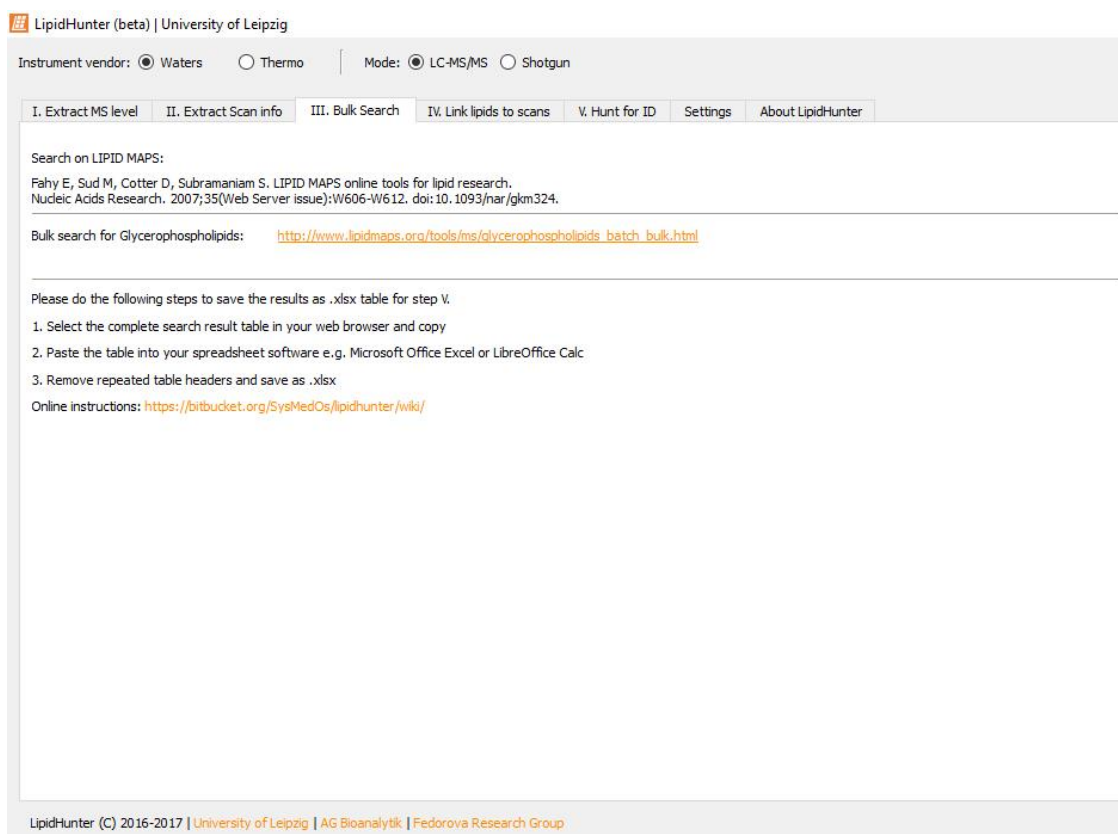 LipidHunter (beta) | University of Leipzig
Instrument vendor: Waters Thermo Mode: LC-MS/MS Shotgun
I. Extract MS level II. Extract Scan info III. Bulk Search IV. Link lipids to scans V. Hunt for ID Settings About LipidHunter
Search on LIPID MAPS:
Fahy E, Sud M, Cotter D, Subramaniam S. LIPID MAPS online tools for lipid research.
Nucleic Acids Research. 2007;35(Web Server issue):W606-W612. doi:10.1093/nar/gkm324.
Bulk search for Glycerophospholipids: http://www.lipidmaps.org/tools/ms/glycerophospholipids_batch_bulk.html
Please do the following steps to save the results as .xlsx table for step V.
1. Select the complete search result table in your web browser and copy
2. Paste the table into your spreadsheet software e.g. Microsoft Office Excel or LibreOffice Calc
3. Remove repeated table headers and save as .xlsx
Online instructions: https://bitbucket.org/SysMedOs/lipidhunter/wiki/
LipidHunter (C) 2016-2017 | University of Leipzig | AG Bioanalytik | Fedorova Research Group